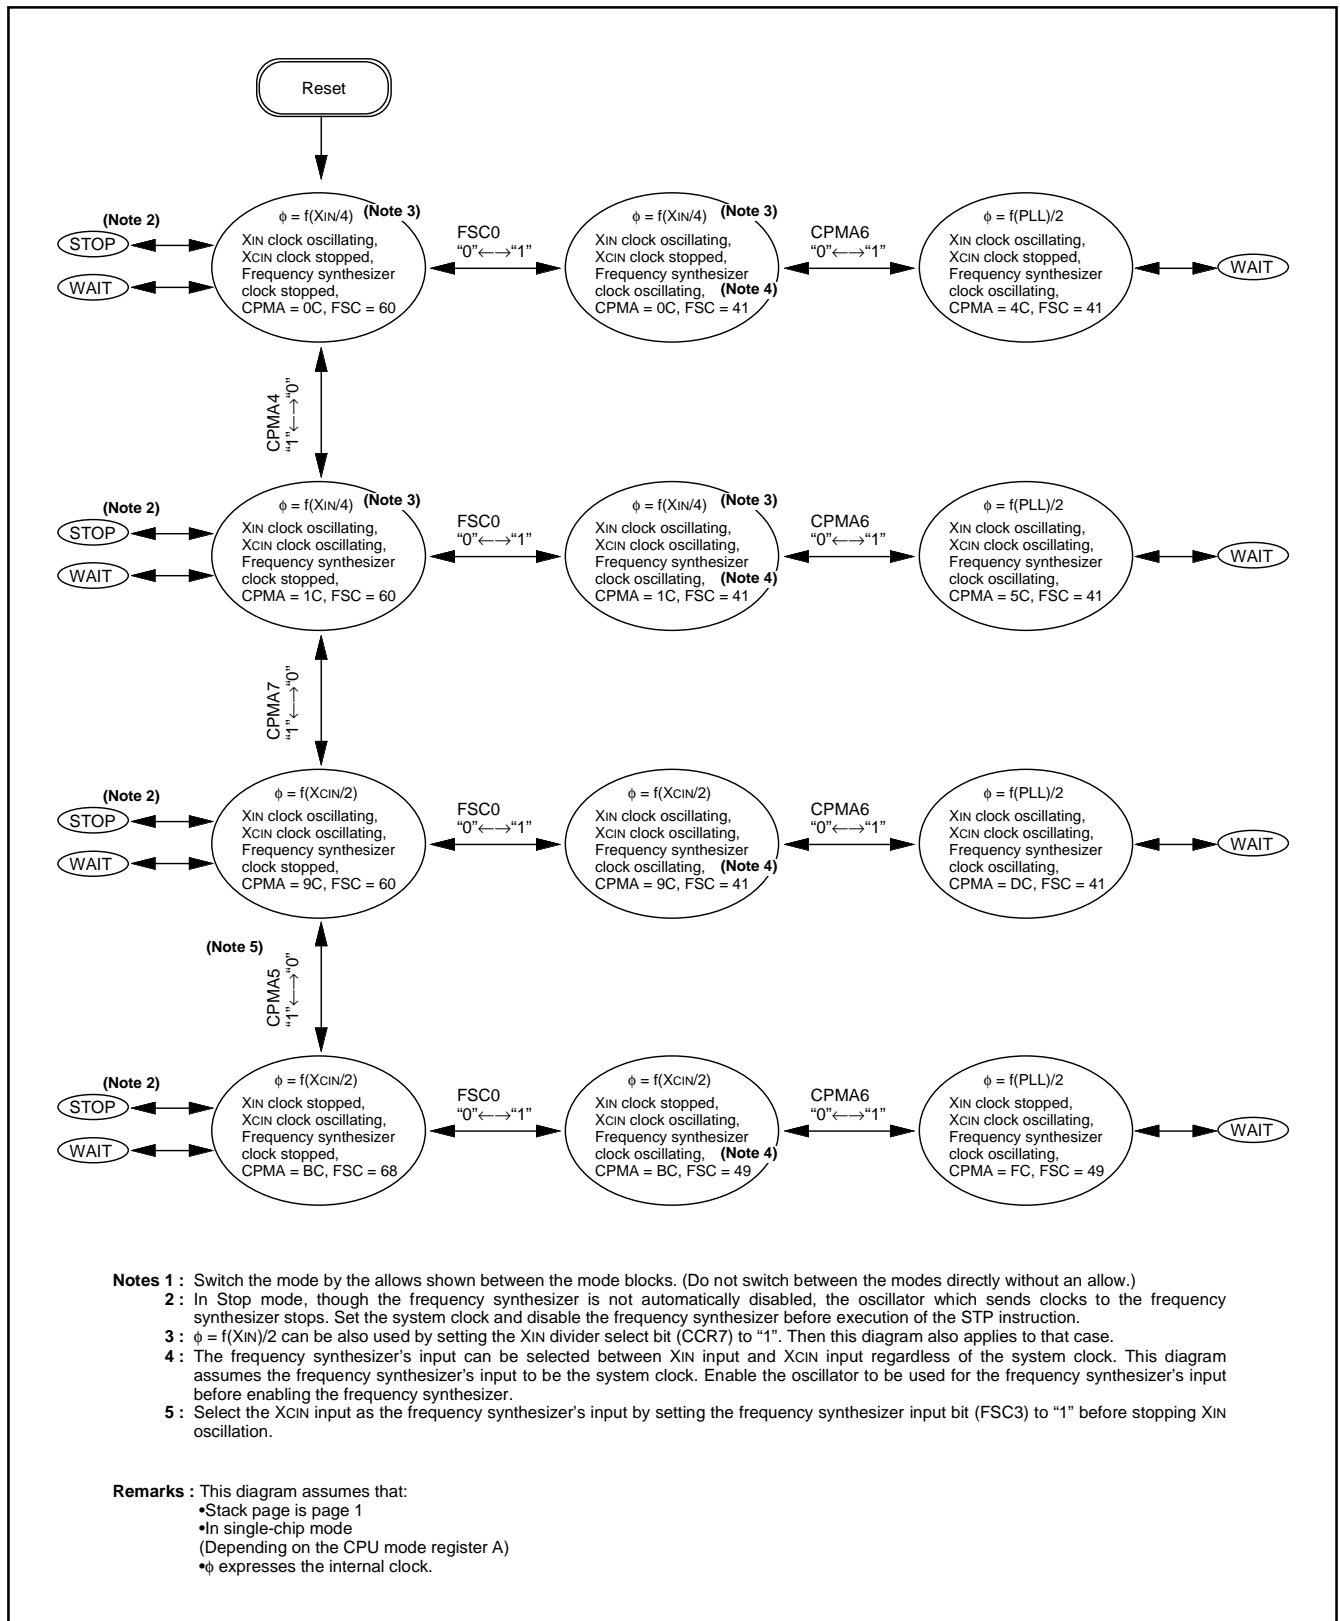 Reset
(Note 2)
STOP
WAIT
ϕ = f(XIN/4) (Note 3)
XIN clock oscillating,
XCIN clock stopped,
Frequency synthesizer
clock stopped,
CPMA = 0C, FSC = 60
FSC0
“0”←→“1”
ϕ = f(XIN/4) (Note 3)
XIN clock oscillating,
XCIN clock stopped,
Frequency synthesizer
clock oscillating, (Note 4)
CPMA = 0C, FSC = 41
CPMA6
“0”←→“1”
ϕ = f(PLL)/2
XIN clock oscillating,
XCIN clock stopped,
Frequency synthesizer
clock oscillating,
CPMA = 4C, FSC = 41
WAIT
CPMA4
“1”←→“0”
(Note 2)
STOP
WAIT
ϕ = f(XIN/4) (Note 3)
XIN clock oscillating,
XCIN clock oscillating,
Frequency synthesizer
clock stopped,
CPMA = 1C, FSC = 60
FSC0
“0”←→“1”
ϕ = f(XIN/4) (Note 3)
XIN clock oscillating,
XCIN clock oscillating,
Frequency synthesizer
clock oscillating, (Note 4)
CPMA = 1C, FSC = 41
CPMA6
“0”←→“1”
ϕ = f(PLL)/2
XIN clock oscillating,
XCIN clock oscillating,
Frequency synthesizer
clock oscillating,
CPMA = 5C, FSC = 41
WAIT
CPMA7
“1”←→“0”
(Note 2)
STOP
WAIT
ϕ = f(XCIN/2)
XIN clock oscillating,
XCIN clock oscillating,
Frequency synthesizer
clock stopped,
CPMA = 9C, FSC = 60
FSC0
“0”←→“1”
ϕ = f(XCIN/2)
XIN clock oscillating,
XCIN clock oscillating,
Frequency synthesizer
clock oscillating, (Note 4)
CPMA = 9C, FSC = 41
CPMA6
“0”←→“1”
ϕ = f(PLL)/2
XIN clock oscillating,
XCIN clock oscillating,
Frequency synthesizer
clock oscillating,
CPMA = DC, FSC = 41
WAIT
(Note 5)
CPMA5
“1”←→“0”
(Note 2)
STOP
WAIT
ϕ = f(XCIN/2)
XIN clock stopped,
XCIN clock oscillating,
Frequency synthesizer
clock stopped,
CPMA = BC, FSC = 68
FSC0
“0”←→“1”
ϕ = f(XCIN/2)
XIN clock stopped,
XCIN clock oscillating,
Frequency synthesizer
clock oscillating, (Note 4)
CPMA = BC, FSC = 49
CPMA6
“0”←→“1”
ϕ = f(PLL)/2
XIN clock stopped,
XCIN clock oscillating,
Frequency synthesizer
clock oscillating,
CPMA = FC, FSC = 49
WAIT
Notes 1 : Switch the mode by the allows shown between the mode blocks. (Do not switch between the modes directly without an allow.)
2 : In Stop mode, though the frequency synthesizer is not automatically disabled, the oscillator which sends clocks to the frequency
synthesizer stops. Set the system clock and disable the frequency synthesizer before execution of the STP instruction.
3 : ϕ = f(XIN)/2 can be also used by setting the XIN divider select bit (CCR7) to “1”. Then this diagram also applies to that case.
4 : The frequency synthesizer’s input can be selected between XIN input and XCIN input regardless of the system clock. This diagram
assumes the frequency synthesizer’s input to be the system clock. Enable the oscillator to be used for the frequency synthesizer’s input
before enabling the frequency synthesizer.
5 : Select the XCIN input as the frequency synthesizer’s input by setting the frequency synthesizer input bit (FSC3) to “1” before stopping XIN
oscillation.
Remarks : This diagram assumes that:
•Stack page is page 1
•In single-chip mode
(Depending on the CPU mode register A)
•ϕ expresses the internal clock.